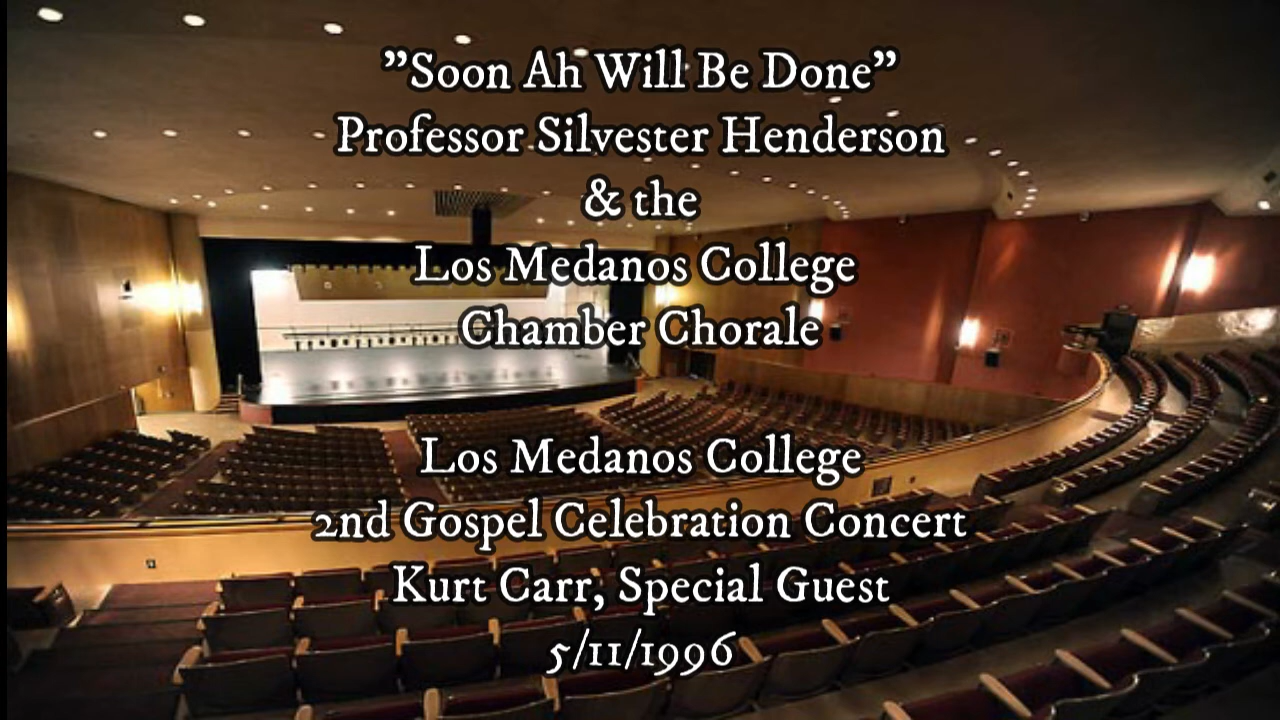 ”Soon Ah Will Be Done”
Professor Silvester Henderson
& the
Los Medanos College
Chamber Chorale
Los Medanos College
2nd Gospel Celebration Concert
Kurt Carr, Special Guest
5/11/1996